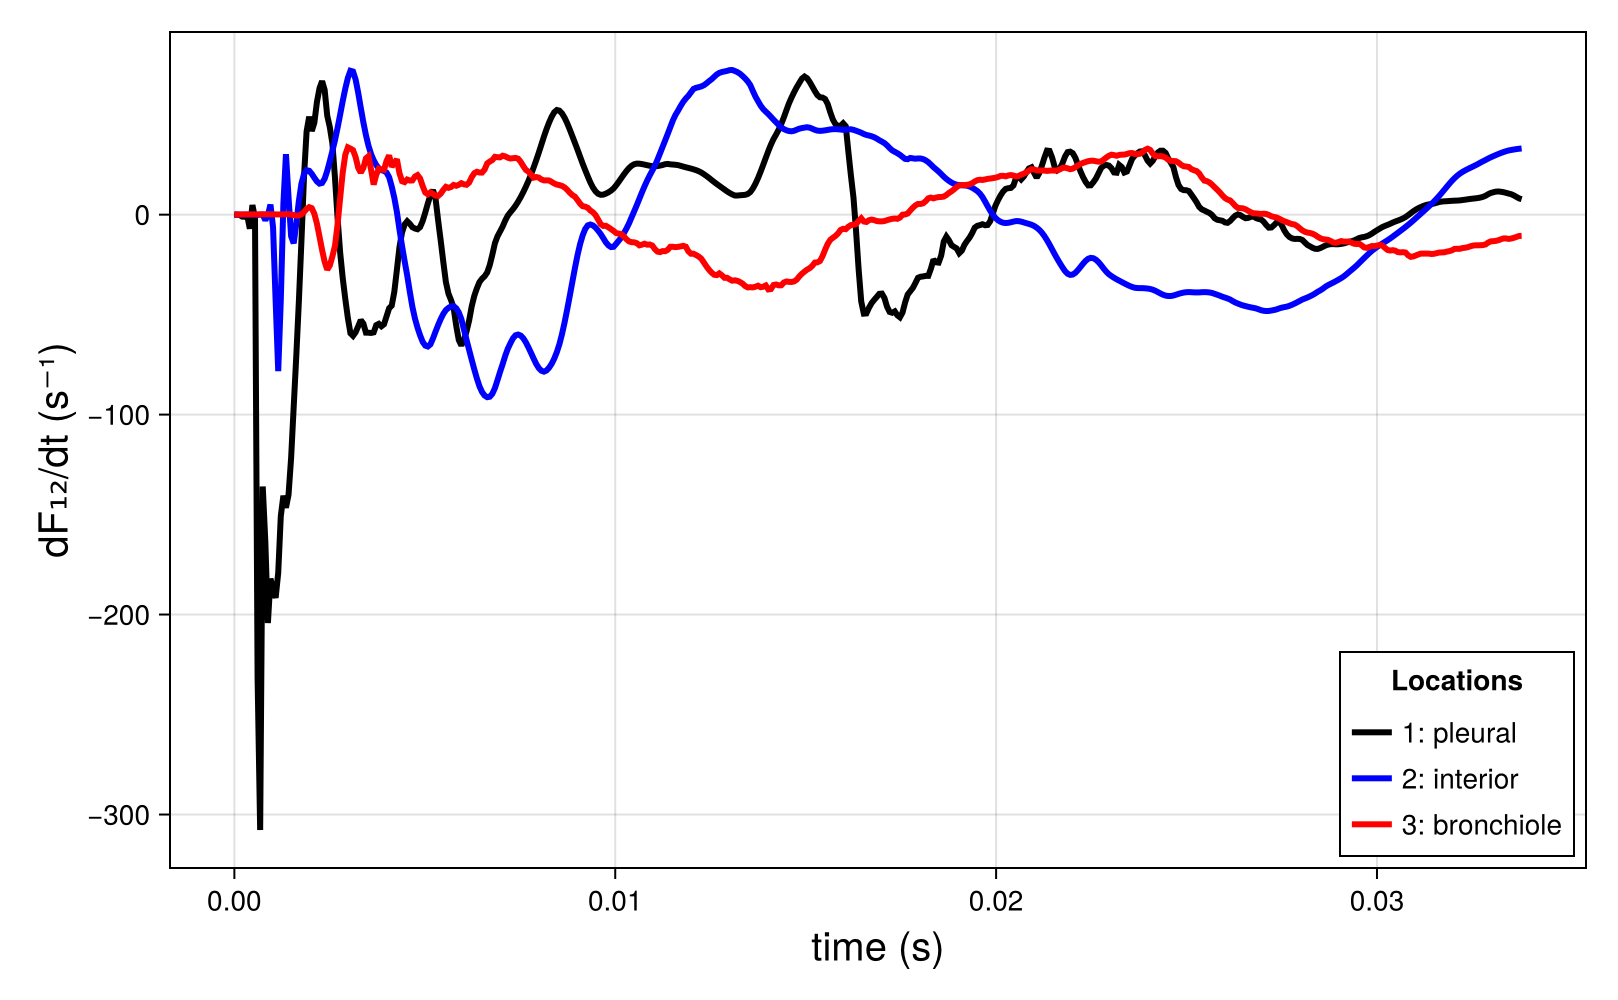 dF₁₂/dt (s⁻¹)
0
−100
−200
−300
0.00
0.01
0.02
0.03
time (s)
Locations
1: pleural
2: interior
3: bronchiole